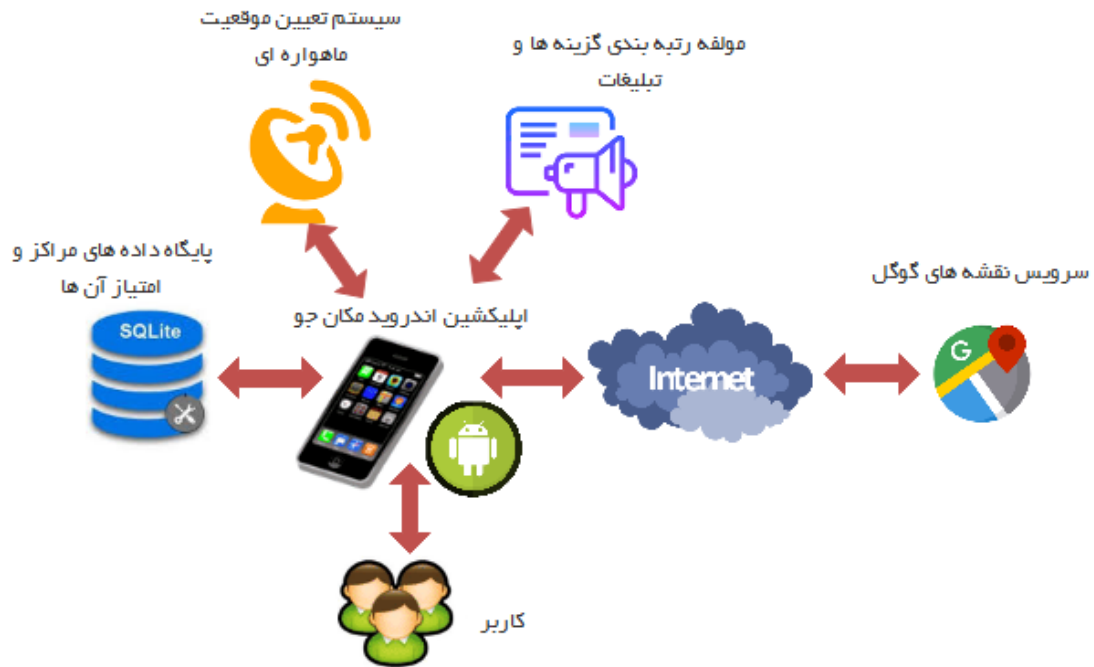 سیستم تعیین موقعیت
ماهواره ای
مولفه رتبه بندی گزینه ها و
تبلیغات
پایگاه داده های مراکز و
امتیاز آن ها
SQLite
اپلیکشین اندروید مکان جو
Internet
سرویس نقشه های گوگل
G
کاربر